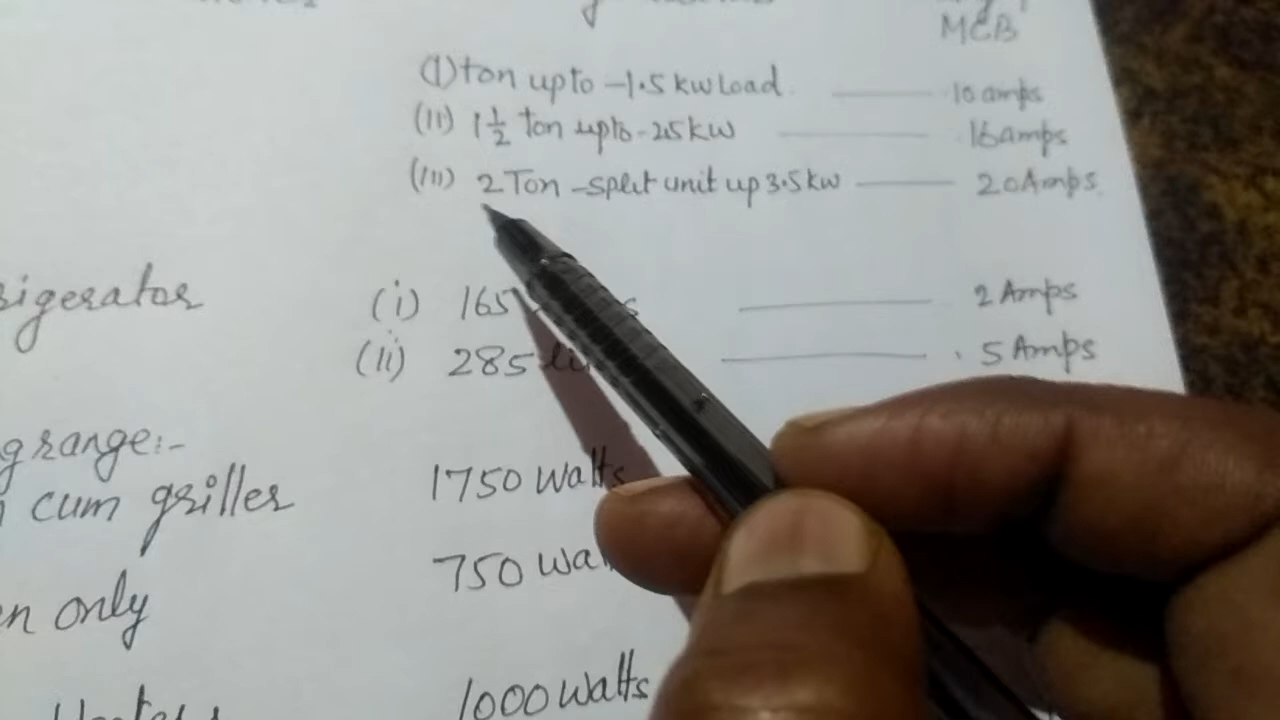 MCB
(I) ton upto -1.5 kw Load 10 amps
(II) 1 1/2 ton upto - 2.5 kw 16 amps
(III) 2 Ton - split unit up 3.5 kw 20 Amps.
rigerator (i) 165 2 Amps
(ii) 285 5 Amps
g range:-
cum griller 1750 watts
only 750
1000 watts